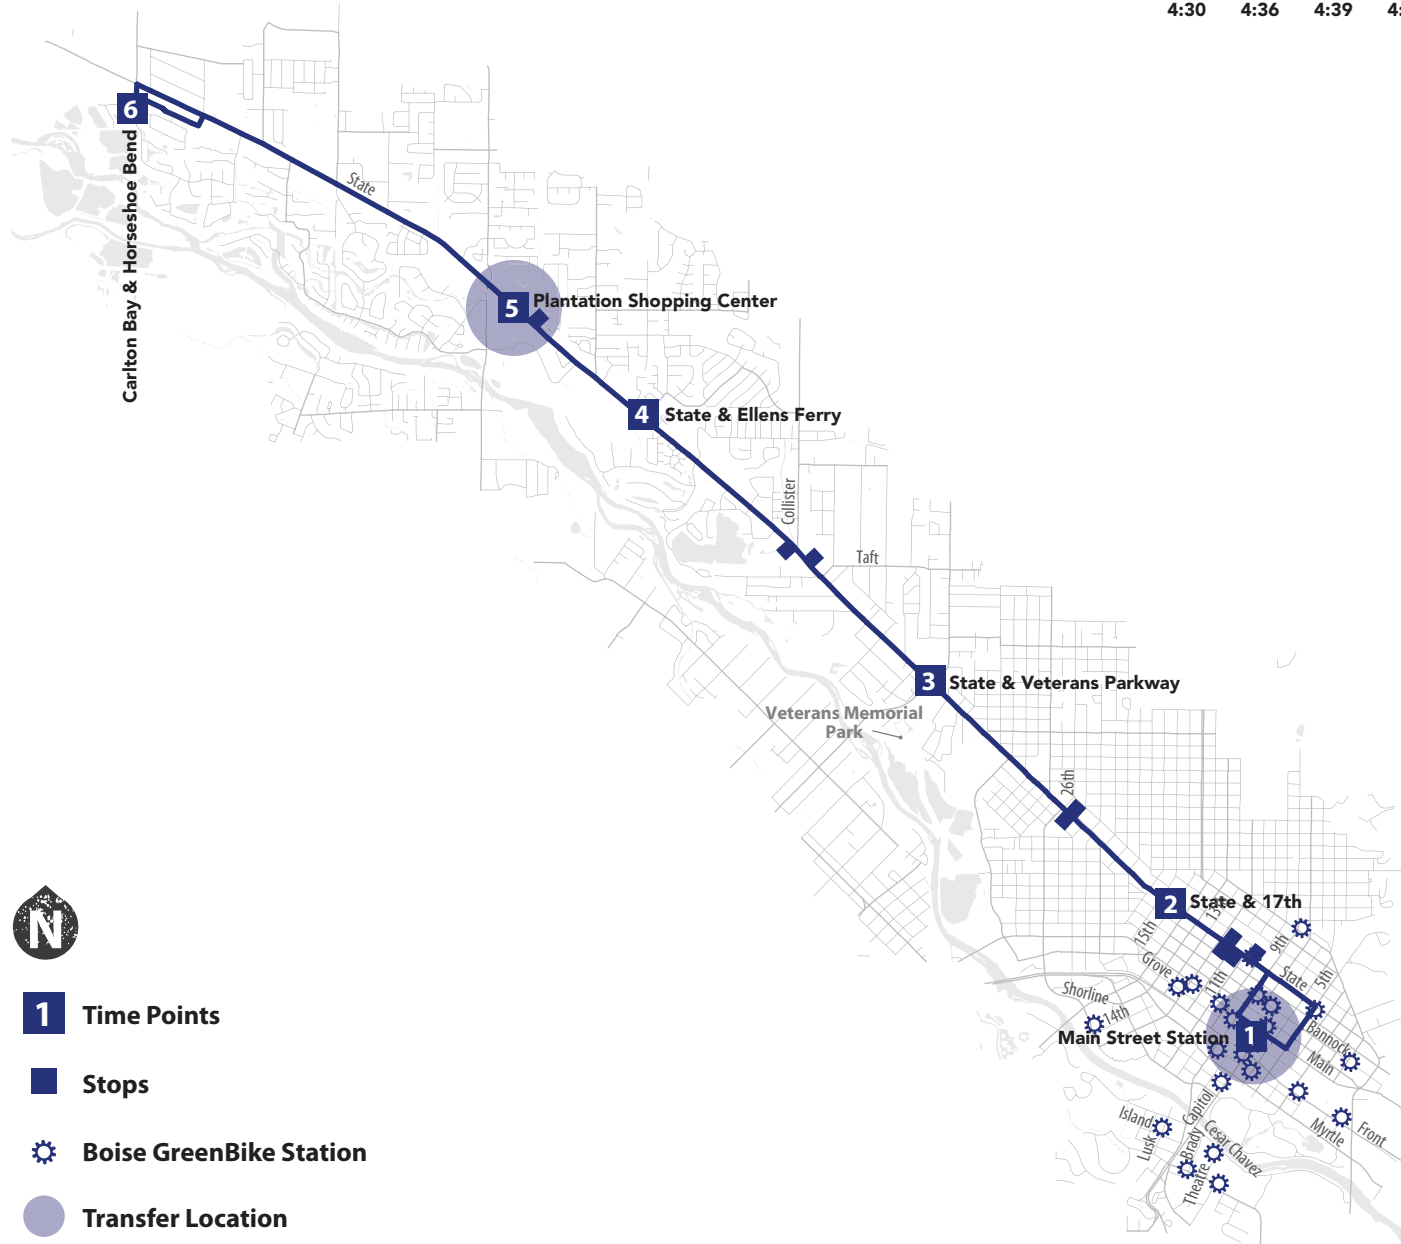 4:30 4:36 4:39 4:
6
Carlton Bay & Horseshoe Bend
State
5
Plantation Shopping Center
4
State & Ellens Ferry
Collister
Taft
3
State & Veterans Parkway
Veterans Memorial
Park
26th
2
State & 17th
13th
15th
9th
Grove
11th
State
5th
Shorline
14th
Main Street Station
1
Bannock
Main
Capitol
Island
Lusk
Brady
Cesar Chavez
Myrtle
Front
Theatre
N
1
Time Points
Stops
Boise GreenBike Station
Transfer Location